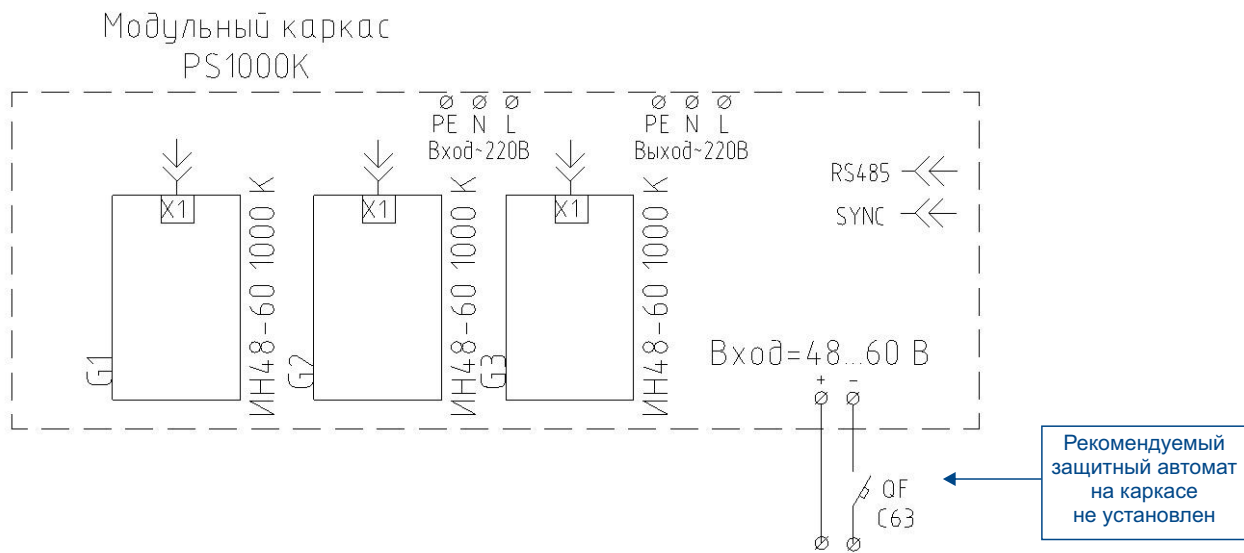 Модульный каркас
PS1000К
PE N L
Вход~220В
PE N L
Выход~220В
RS485
SYNC
X1
X1
X1
G1
ИН48-60 1000 К
G2
ИН48-60 1000 К
G3
ИН48-60 1000 К
Вход=48...60 В
+ -
QF
C63
Рекомендуемый
защитный автомат
на каркасе
не установлен